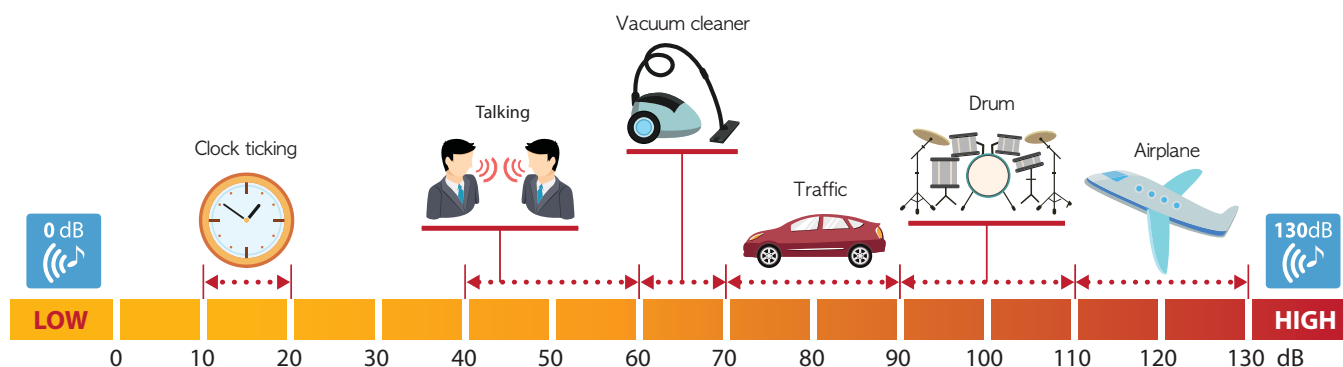 Vacuum cleaner
Talking
Drum
Clock ticking
Airplane
Traffic
0 dB
130dB
LOW
HIGH
0 10 20 30 40 50 60 70 80 90 100 110 120 130 dB